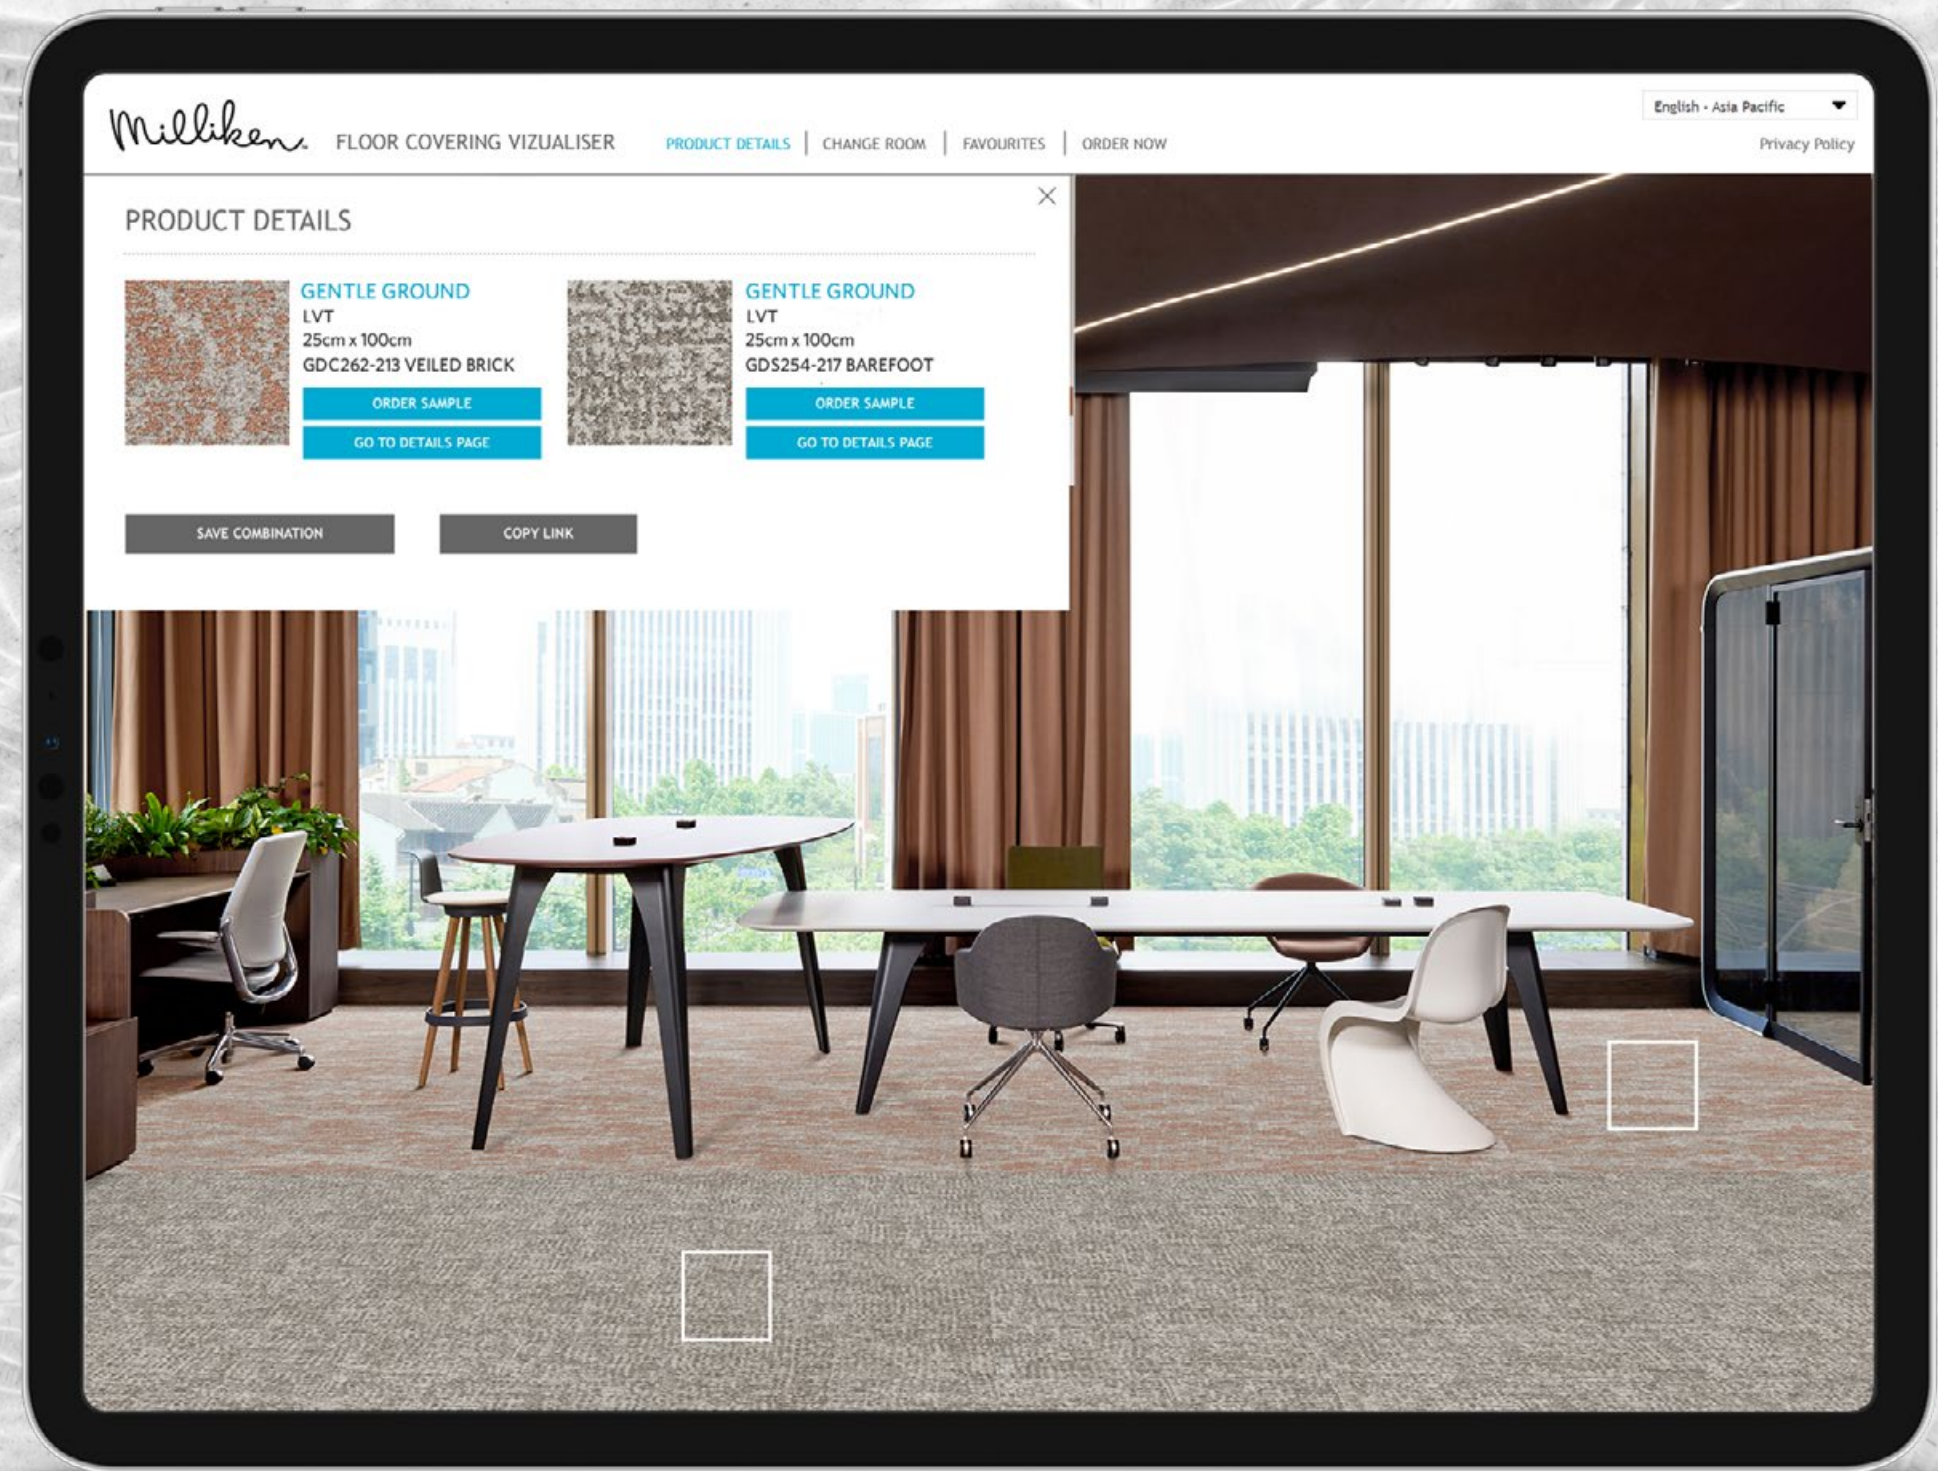 Milliken
FLOOR COVERING VIZUALISER
PRODUCT DETAILS | CHANGE ROOM | FAVOURITES | ORDER NOW
English - Asia Pacific
Privacy Policy
PRODUCT DETAILS
GENTLE GROUND
LVT
25cm x 100cm
GDC262-213 VEILED BRICK
ORDER SAMPLE
GO TO DETAILS PAGE
GENTLE GROUND
LVT
25cm x 100cm
GDS254-217 BAREFOOT
ORDER SAMPLE
GO TO DETAILS PAGE
SAVE COMBINATION
COPY LINK